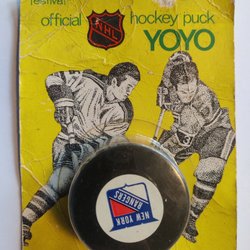 festival
official NHL hockey puck
YOYO
NEW YORK
RANGERS